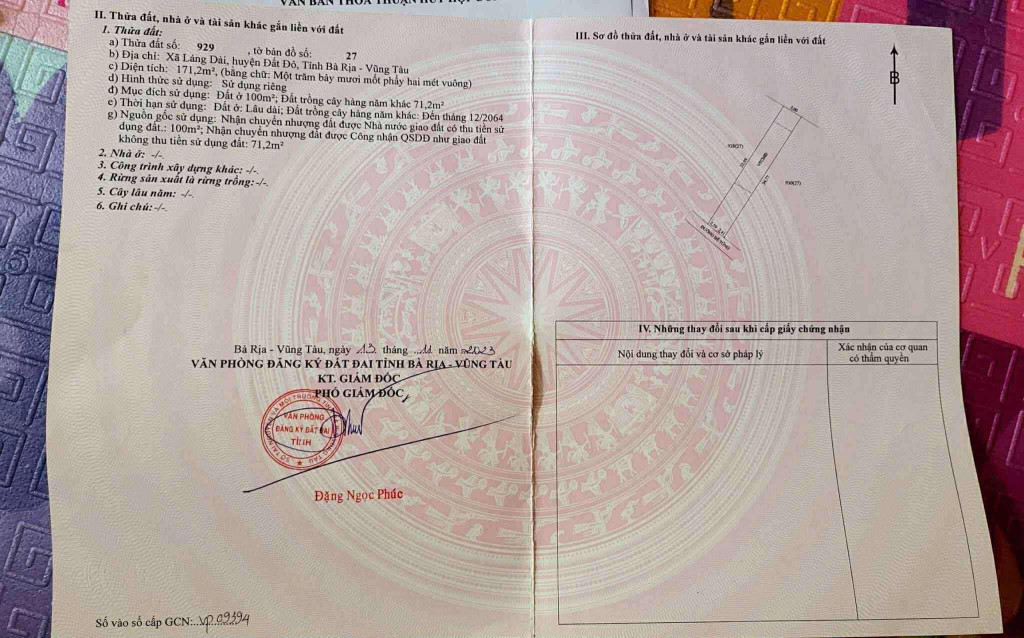 VĂN BẢN THỎA THUẬN
II. Thửa đất, nhà ở và tài sản khác gắn liền với đất
1. Thửa đất:
a) Thửa đất số: 929 , tờ bản đồ số: 27
b) Địa chỉ: Xã Láng Dài, huyện Đất Đỏ, Tỉnh Bà Rịa - Vũng Tàu
c) Diện tích: 171,2m², (bằng chữ: Một trăm bảy mươi mốt phẩy hai mét vuông)
d) Hình thức sử dụng: Sử dụng riêng
đ) Mục đích sử dụng: Đất ở 100m²; Đất trồng cây hàng năm khác 71,2m²
e) Thời hạn sử dụng: Đất ở: Lâu dài; Đất trồng cây hàng năm khác: Đến tháng 12/2064
g) Nguồn gốc sử dụng: Nhận chuyển nhượng đất được Nhà nước giao đất có thu tiền sử
dụng đất.: 100m²; Nhận chuyển nhượng đất được Công nhận QSDĐ như giao đất
không thu tiền sử dụng đất: 71,2m²
2. Nhà ở: -/-.
3. Công trình xây dựng khác: -/-.
4. Rừng sản xuất là rừng trồng:-/-.
5. Cây lâu năm: -/-.
6. Ghi chú:-/-.
Bà Rịa - Vũng Tàu, ngày 13 tháng 11 năm 2023
VĂN PHÒNG ĐĂNG KÝ ĐẤT ĐAI TỈNH BÀ RỊA - VŨNG TÀU
KT. GIÁM ĐỐC
PHÓ GIÁM ĐỐC
VĂN PHÒNG
ĐĂNG KÝ ĐẤT ĐAI
TỈNH
Đặng Ngọc Phúc
Số vào sổ cấp GCN:..VP 09394
III. Sơ đồ thửa đất, nhà ở và tài sản khác gắn liền với đất
B
IV. Những thay đổi sau khi cấp giấy chứng nhận
Nội dung thay đổi và cơ sở pháp lý
Xác nhận của cơ quan
có thẩm quyền